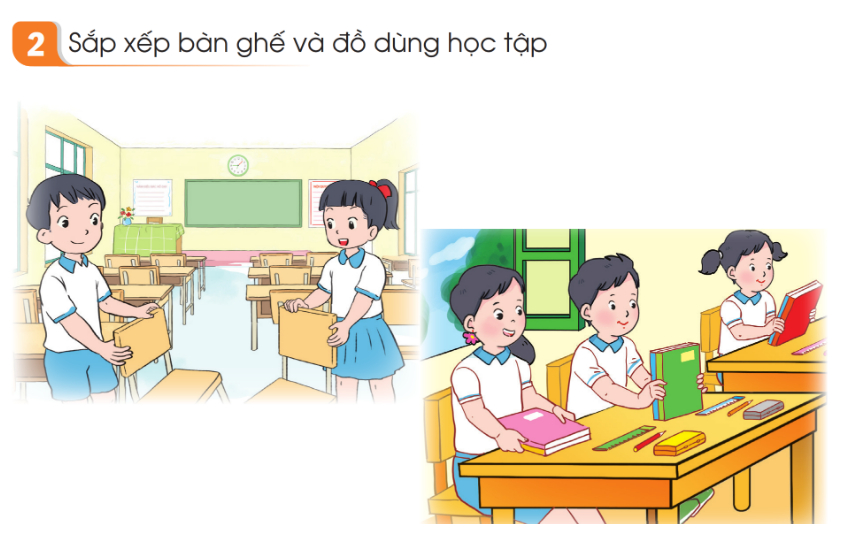 2 Sắp xếp bàn ghế và đồ dùng học tập